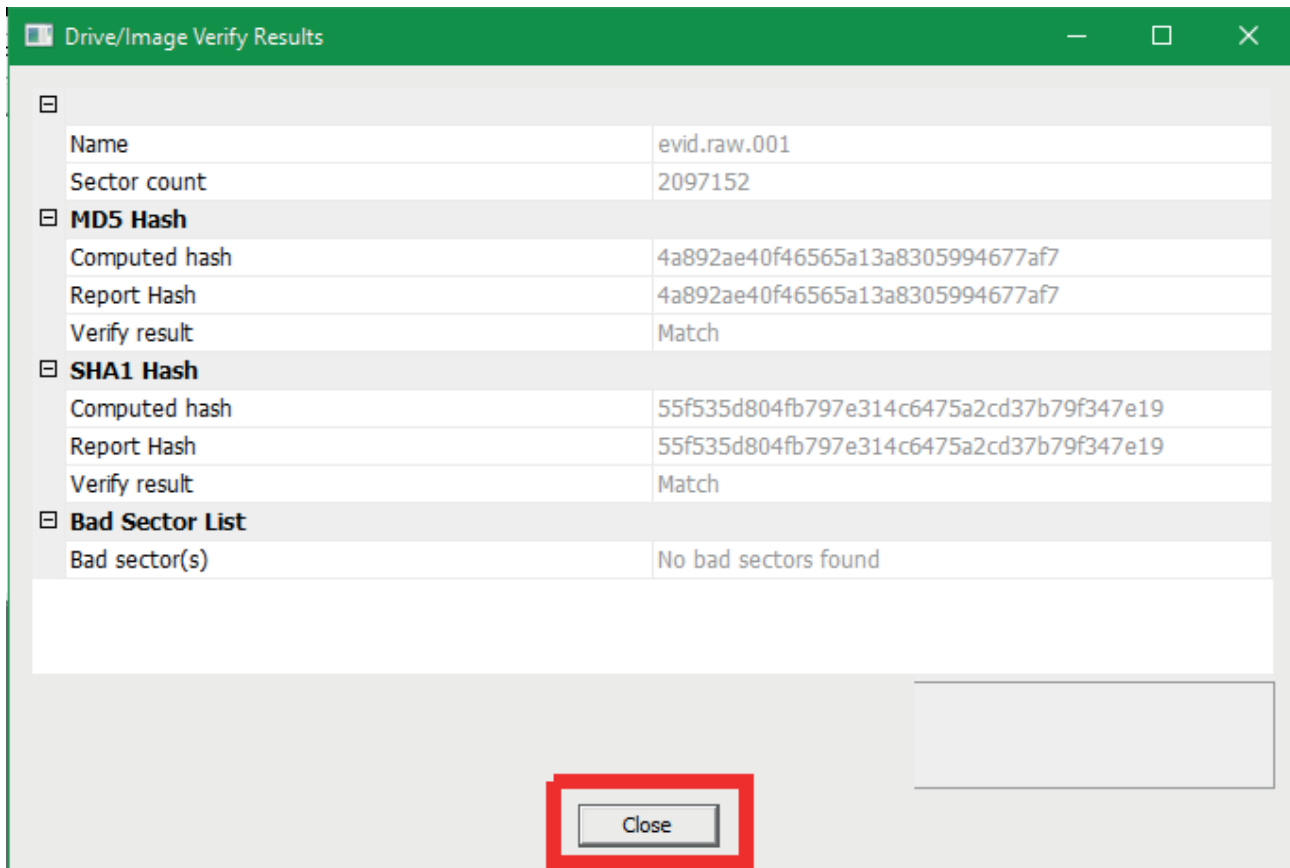 Drive/Image Verify Results
Name evid.raw.001
Sector count 2097152
MD5 Hash
Computed hash 4a892ae40f46565a13a8305994677af7
Report Hash 4a892ae40f46565a13a8305994677af7
Verify result Match
SHA1 Hash
Computed hash 55f535d804fb797e314c6475a2cd37b79f347e19
Report Hash 55f535d804fb797e314c6475a2cd37b79f347e19
Verify result Match
Bad Sector List
Bad sector(s) No bad sectors found
Close